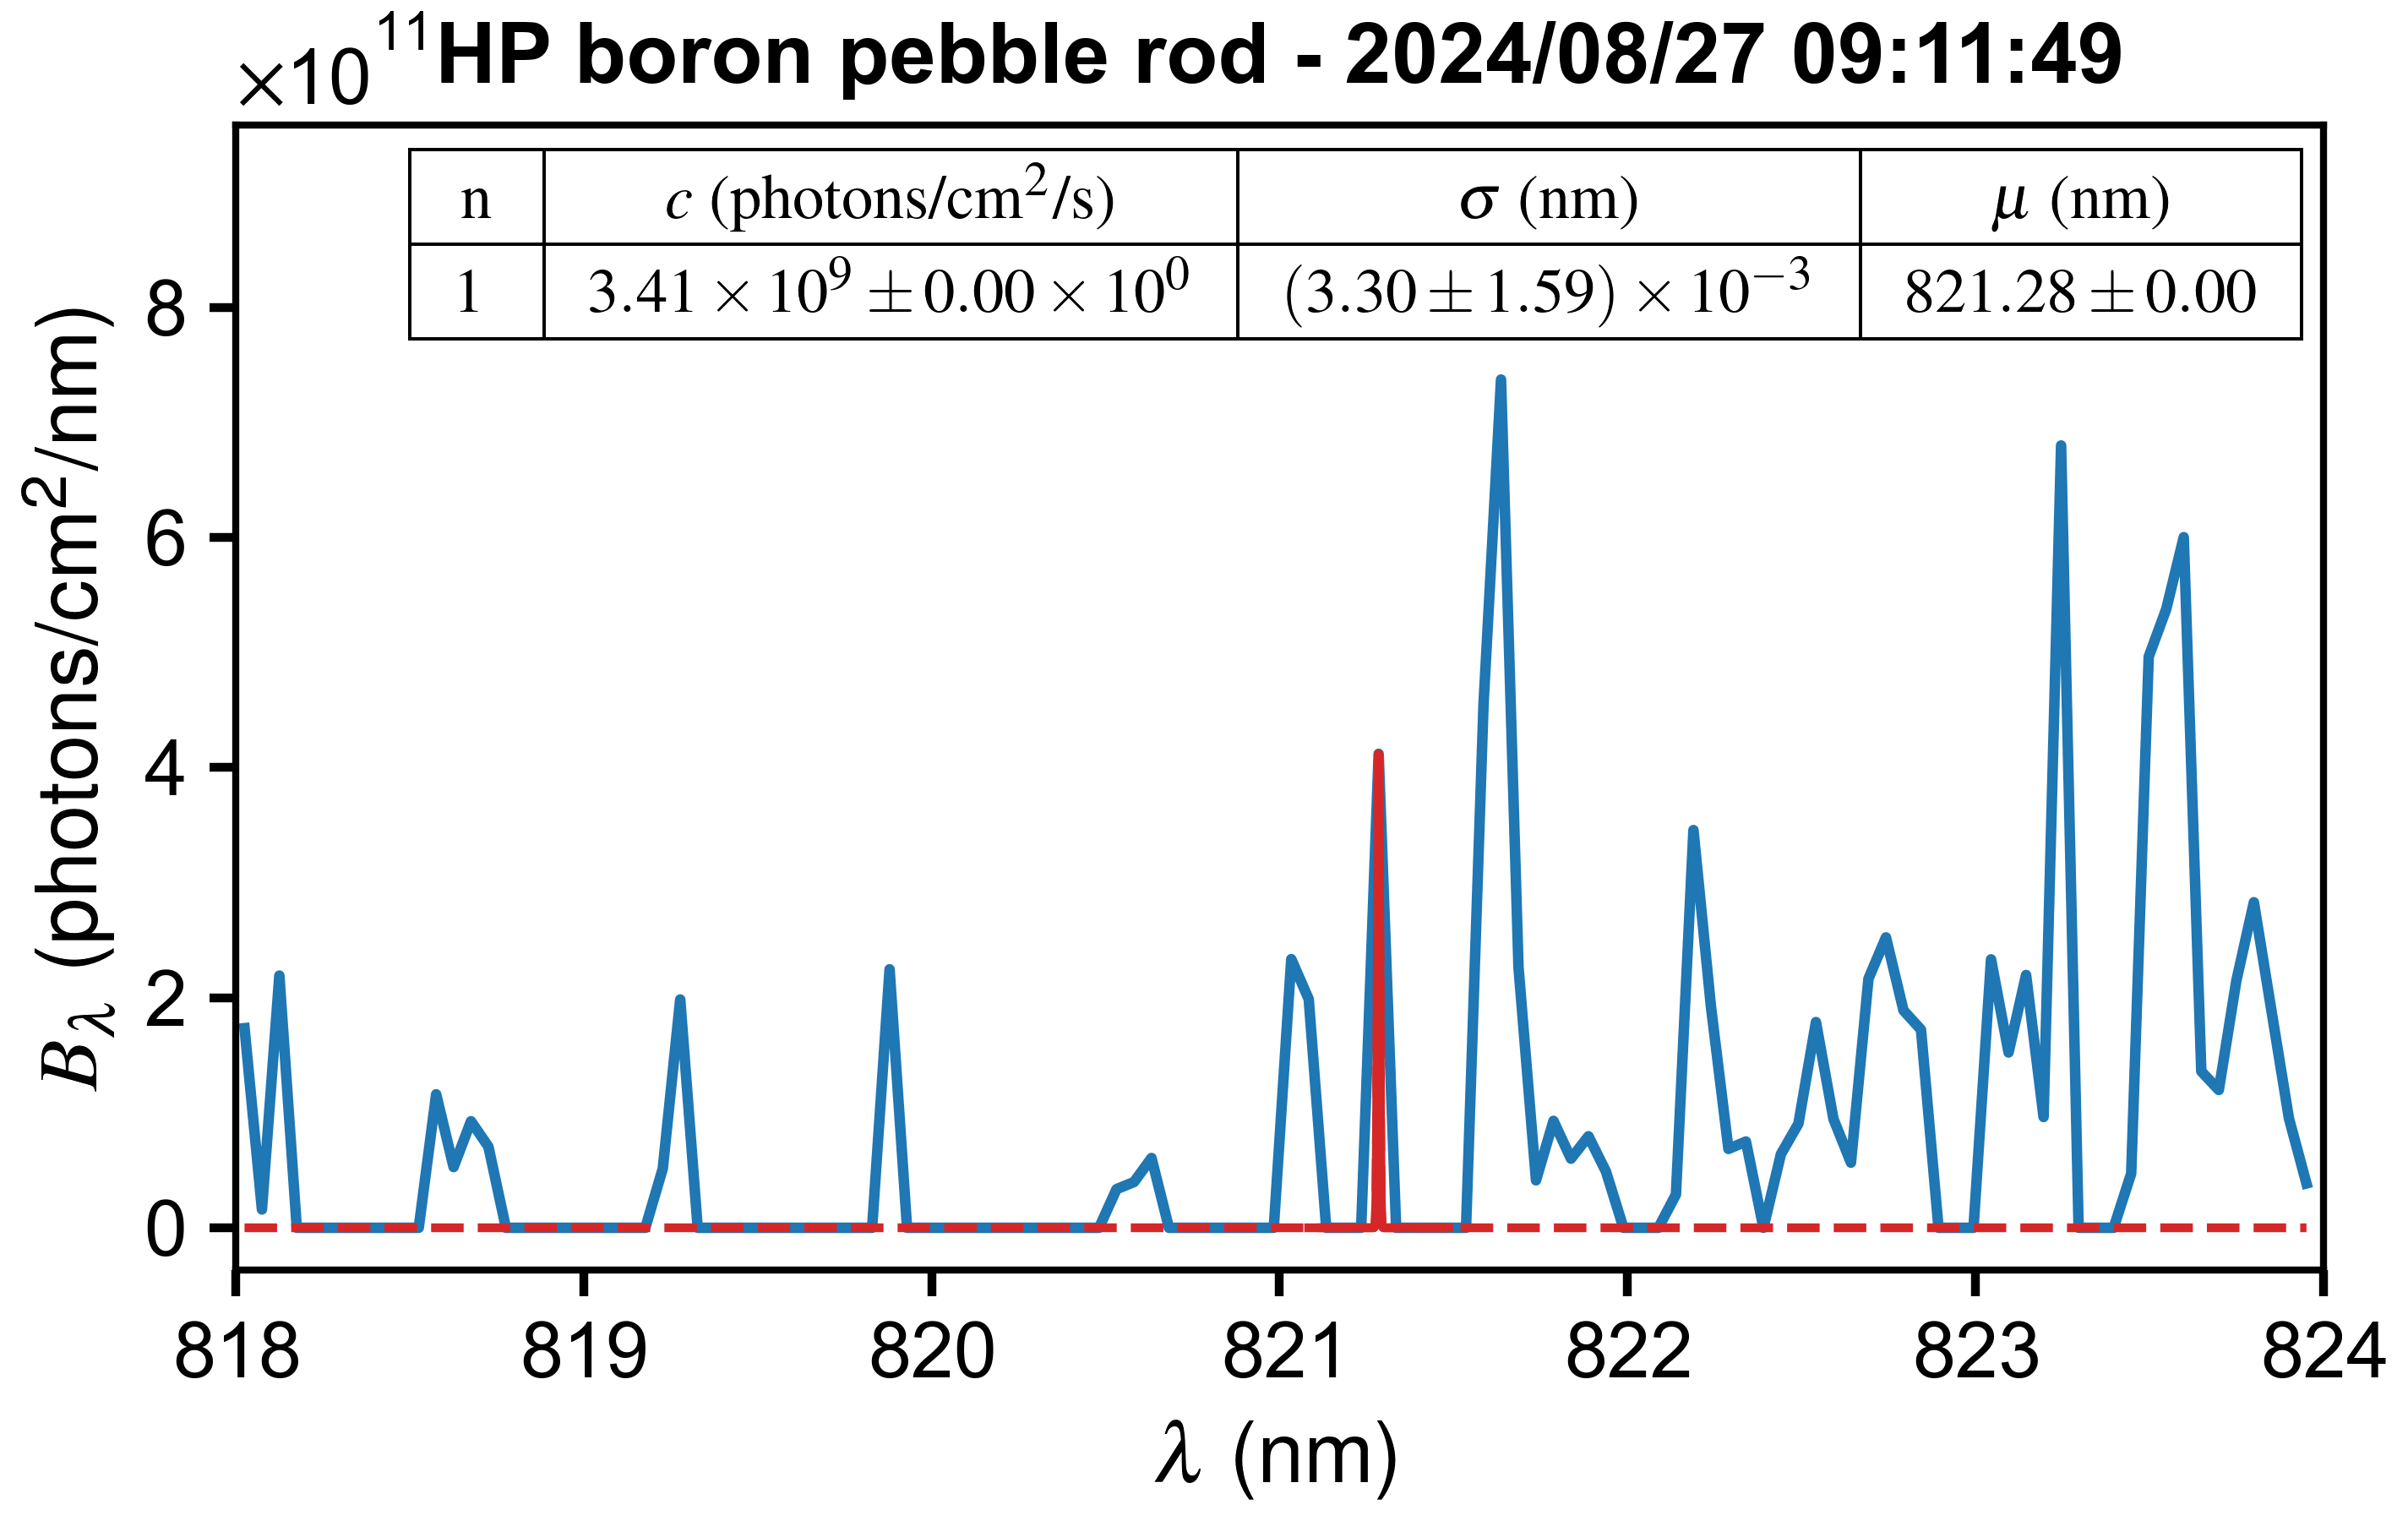 ×10¹¹ HP boron pebble rod - 2024/08/27 09:11:49
n c (photons/cm²/s) σ (nm) μ (nm)
1 3.41 × 10⁹ ± 0.00 × 10⁰ (3.30 ± 1.59) × 10⁻³ 821.28 ± 0.00
8
6
4
2
0
B_λ (photons/cm²/nm)
818 819 820 821 822 823 824
λ (nm)